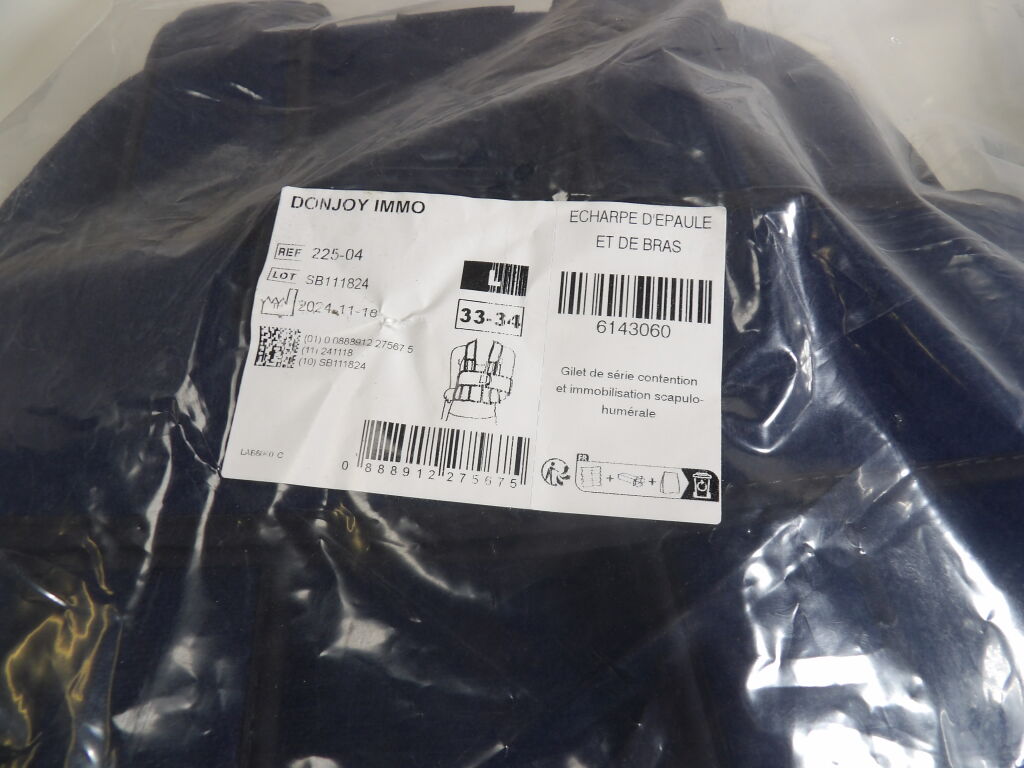 DONJOY IMMO
REF 225-04
LOT SB111824
2024-11-18
(01) 0 0888912 27567 5
(11) 241118
(10) SB111824
L
33-34
0 888912 275675
ECHARPE D'EPAULE
ET DE BRAS
6143060
Gilet de série contention
et immobilisation scapulo-
humérale
FR